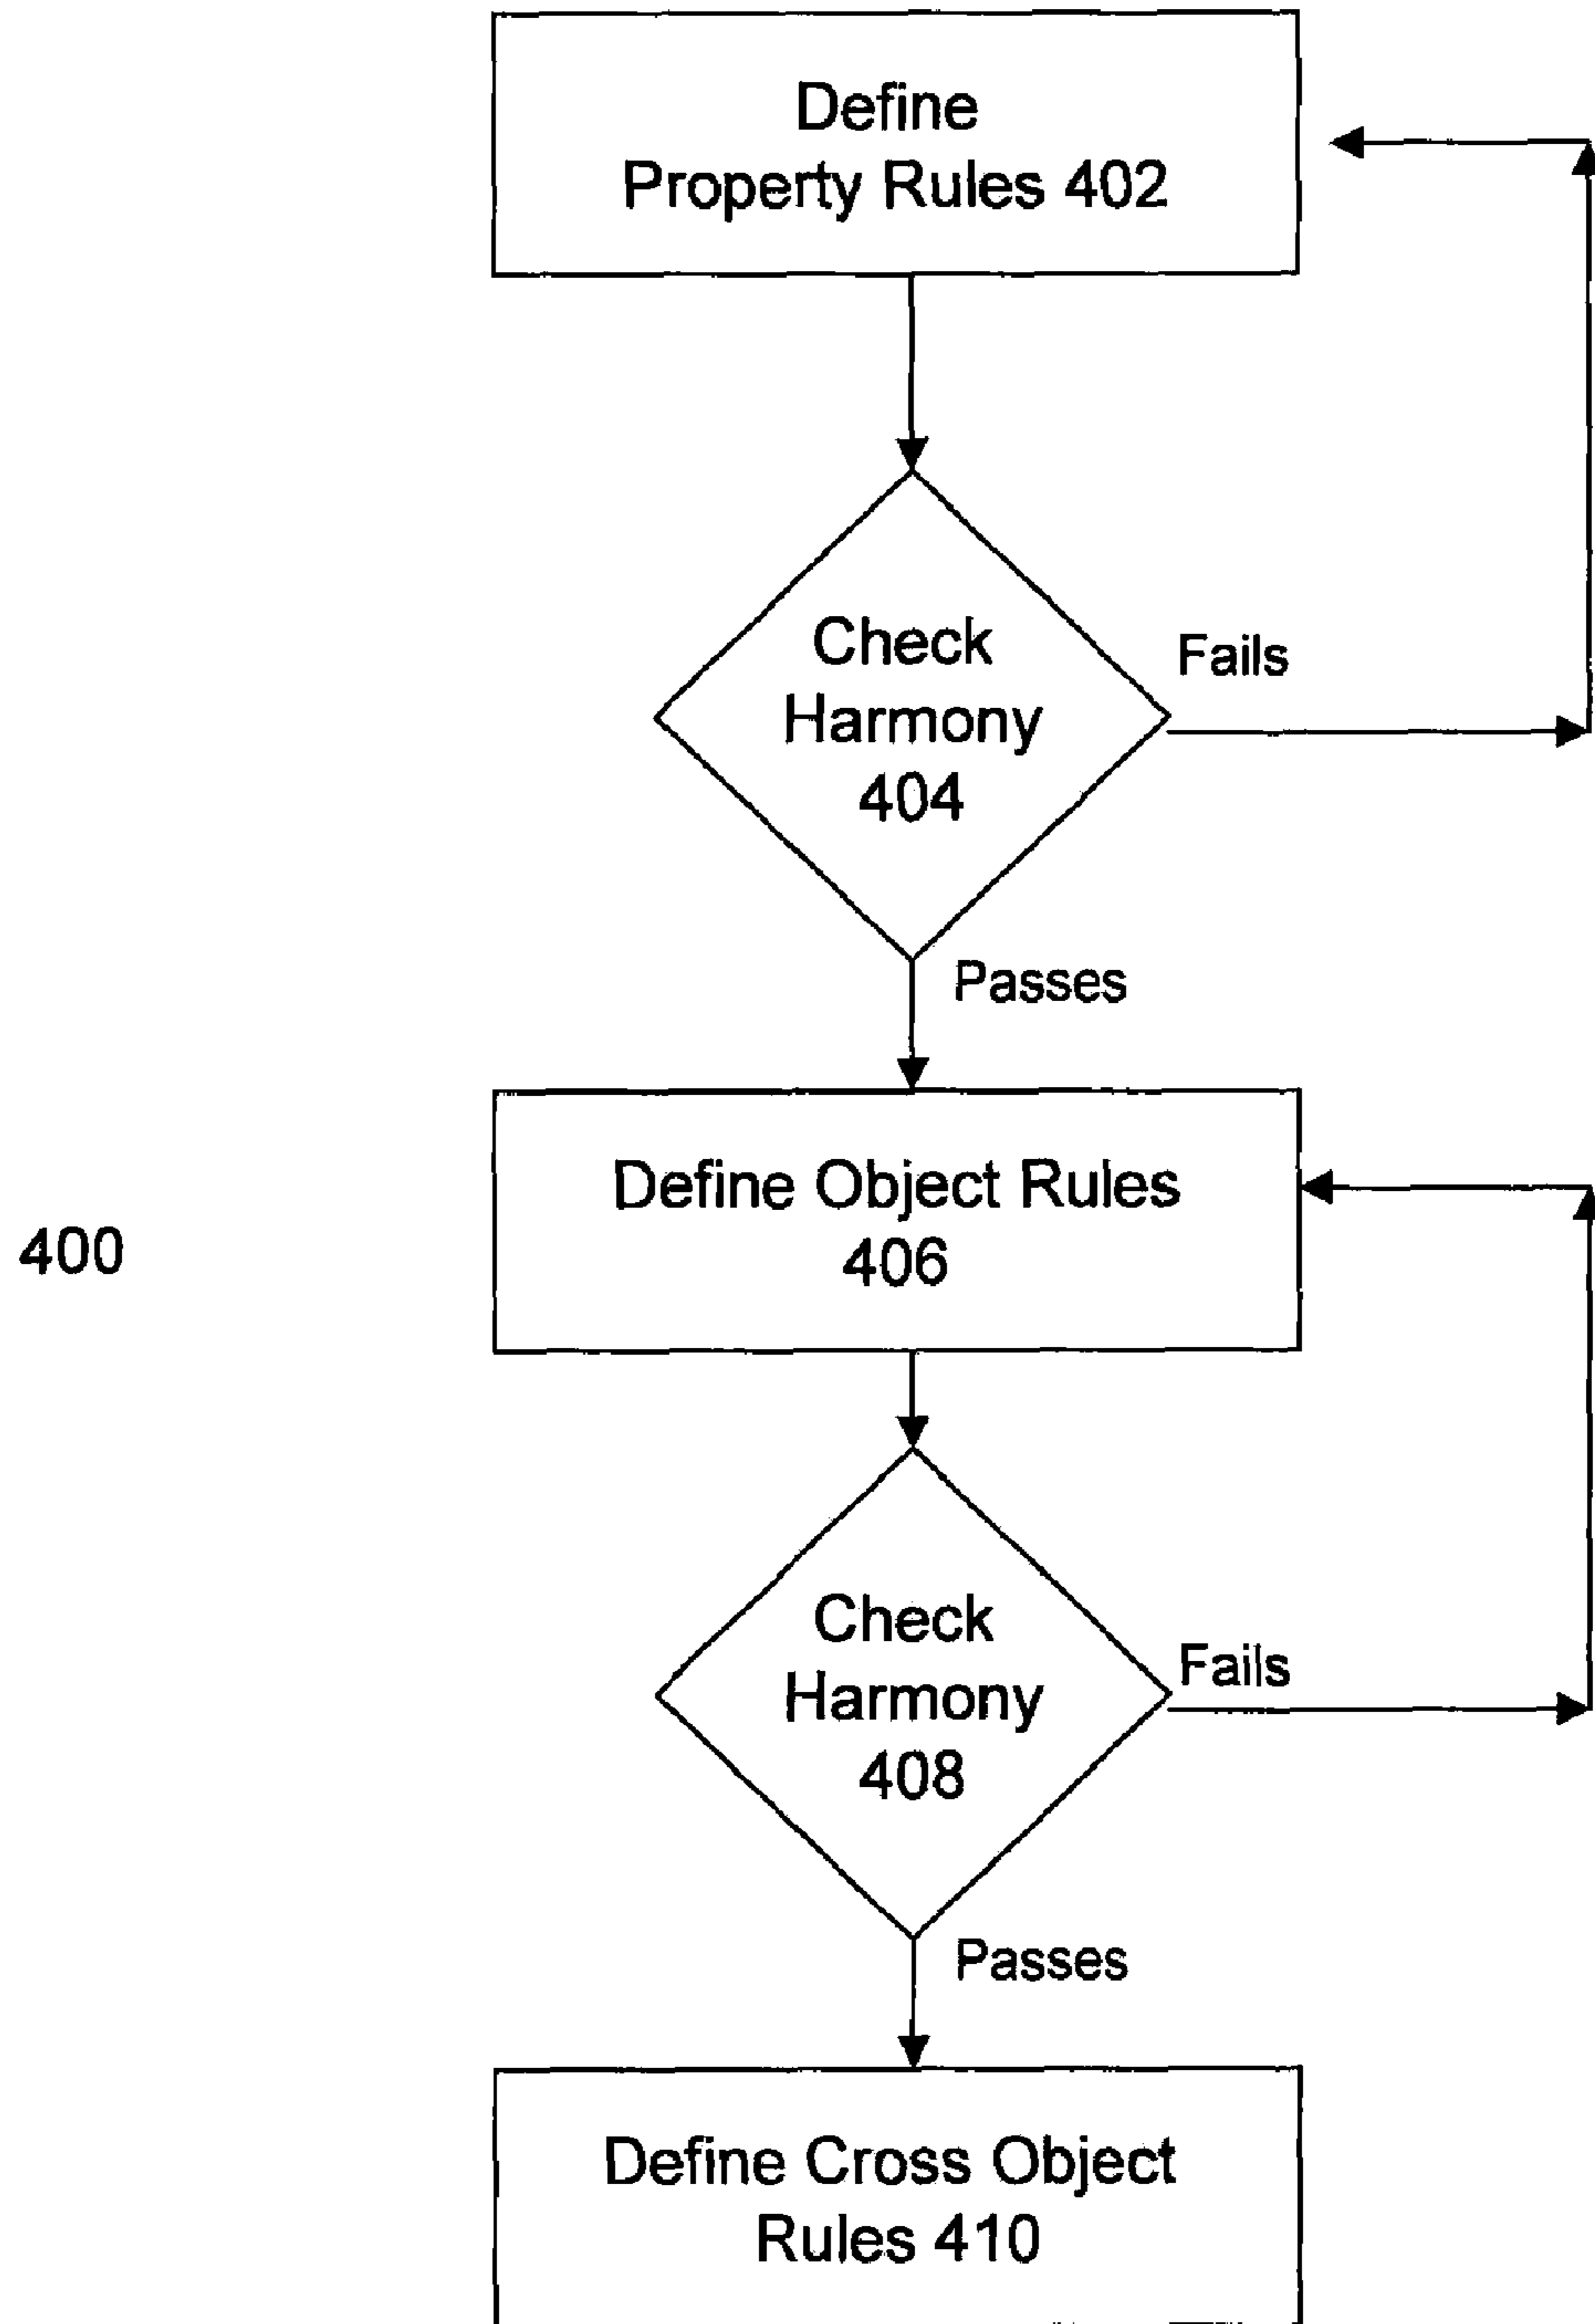 Define
Property Rules 402
Check
Harmony
404
Fails
Passes
Define Object Rules
406
400
Check
Harmony
408
Fails
Passes
Define Cross Object
Rules 410